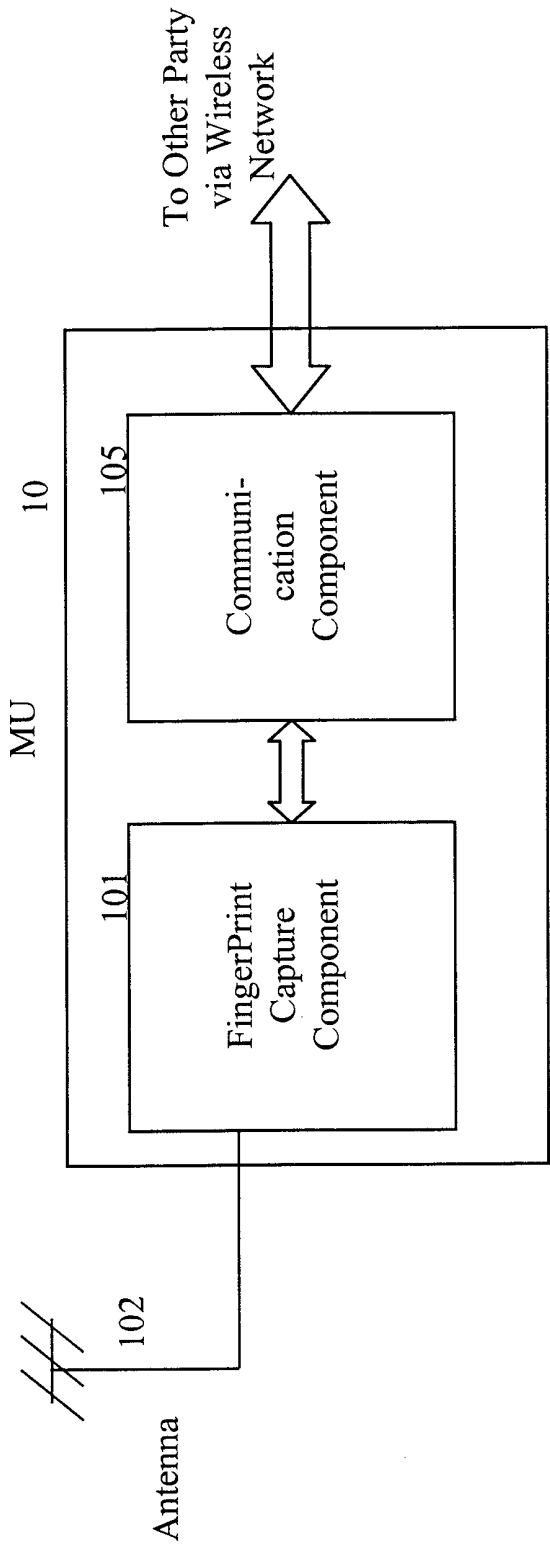 MU
10
Antenna
102
101
FingerPrint
Capture
Component
105
Communi-
cation
Component
To Other Party
via Wireless
Network